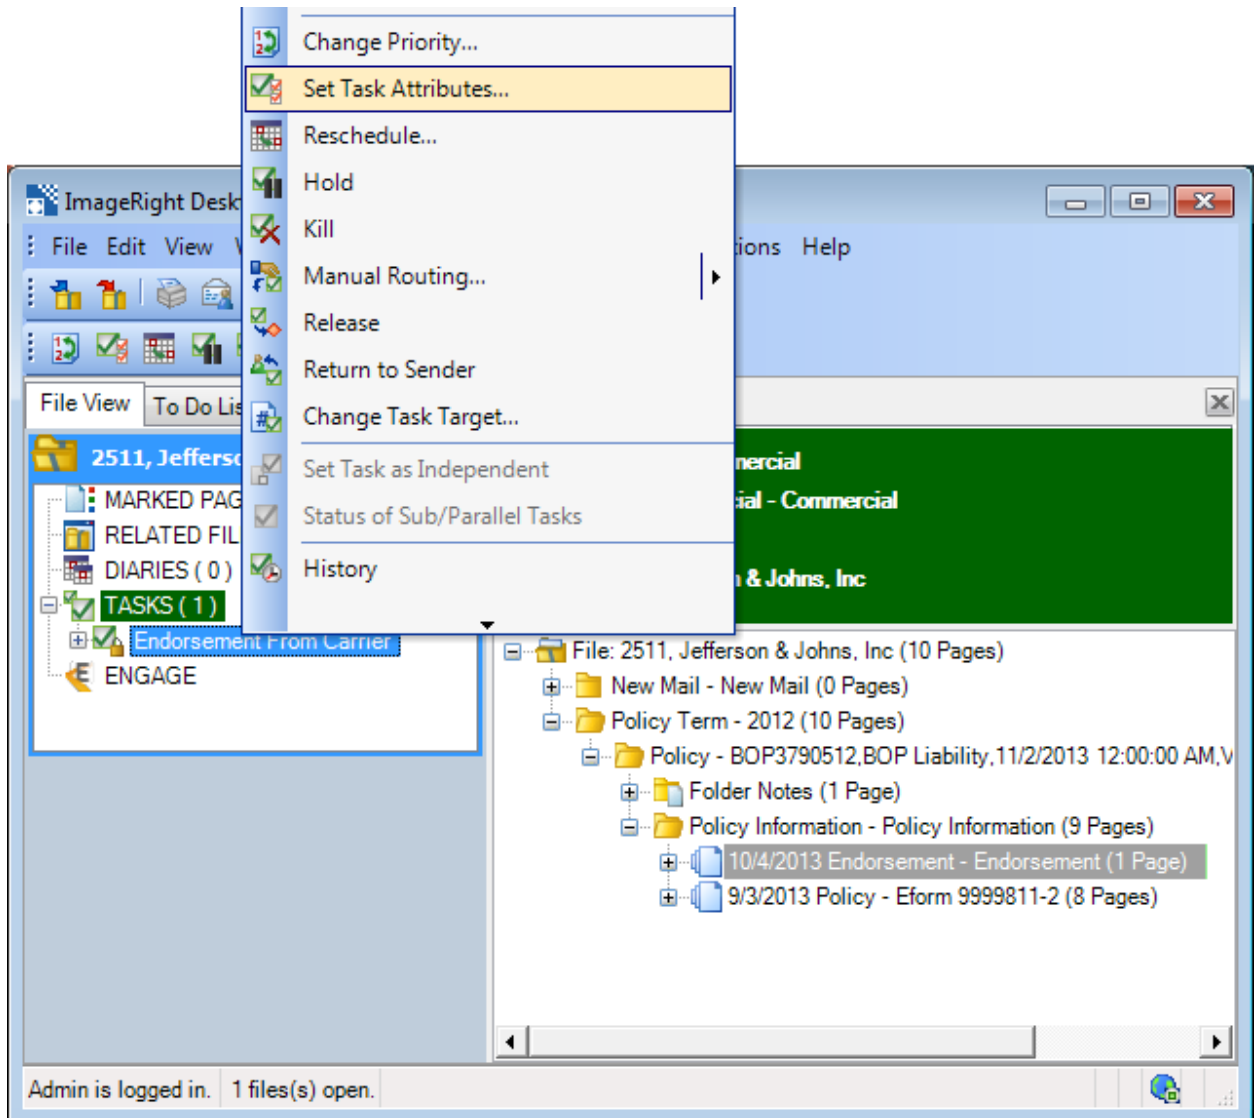 Change Priority...
Set Task Attributes...
Reschedule...
Hold
Kill
Manual Routing...
Release
Return to Sender
Change Task Target...
Set Task as Independent
Status of Sub/Parallel Tasks
History
ImageRight Desk
File Edit View Help
File View To Do Lis
2511, Jefferso
MARKED PAG
RELATED FIL
DIARIES ( 0 )
TASKS ( 1 )
Endorsement From Carrier
ENGAGE
mercial
ial - Commercial
& Johns, Inc
File: 2511, Jefferson & Johns, Inc (10 Pages)
New Mail - New Mail (0 Pages)
Policy Term - 2012 (10 Pages)
Policy - BOP3790512,BOP Liability,11/2/2013 12:00:00 AM,V
Folder Notes (1 Page)
Policy Information - Policy Information (9 Pages)
10/4/2013 Endorsement - Endorsement (1 Page)
9/3/2013 Policy - Eform 9999811-2 (8 Pages)
Admin is logged in. 1 files(s) open.